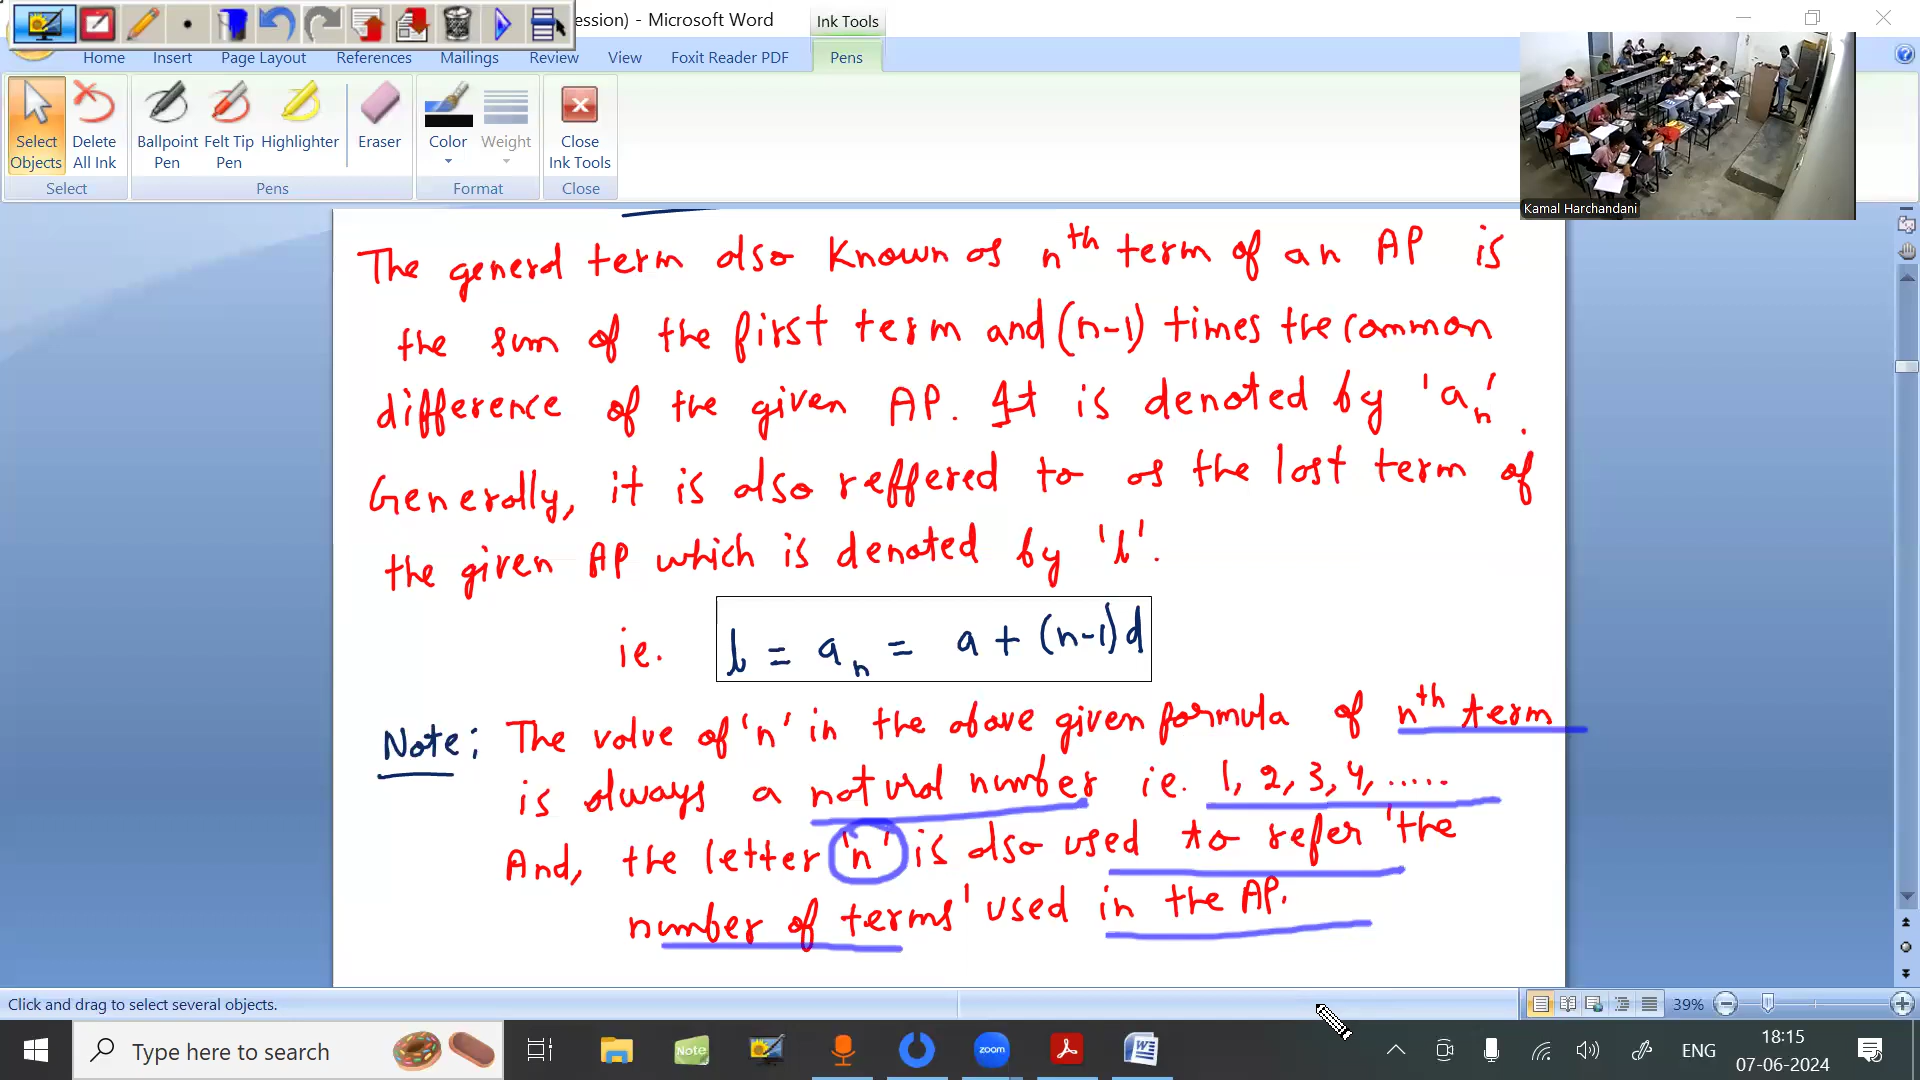 ession) - Microsoft Word
Ink Tools
Home Insert Page Layout References Mailings Review View Foxit Reader PDF Pens
Select Objects
Delete All Ink
Ballpoint Pen
Felt Tip Pen
Highlighter
Eraser
Color
Weight
Close Ink Tools
Select Pens Format Close
Kamal Harchandani
The general term also known as nth term of an AP is
the sum of the first term and (n-1) times the common
difference of the given AP. It is denoted by 'an'.
Generally, it is also reffered to as the last term of
the given AP which is denoted by 'l'.
ie. l = an = a + (n-1)d
Note: The value of 'n' in the above given formula of nth term
is always a natural number ie. 1, 2, 3, 4, .....
And, the letter 'n' is also used to refer 'the
number of terms' used in the AP.
Click and drag to select several objects.
39%
Type here to search
Note
zoom
ENG
18:15
07-06-2024